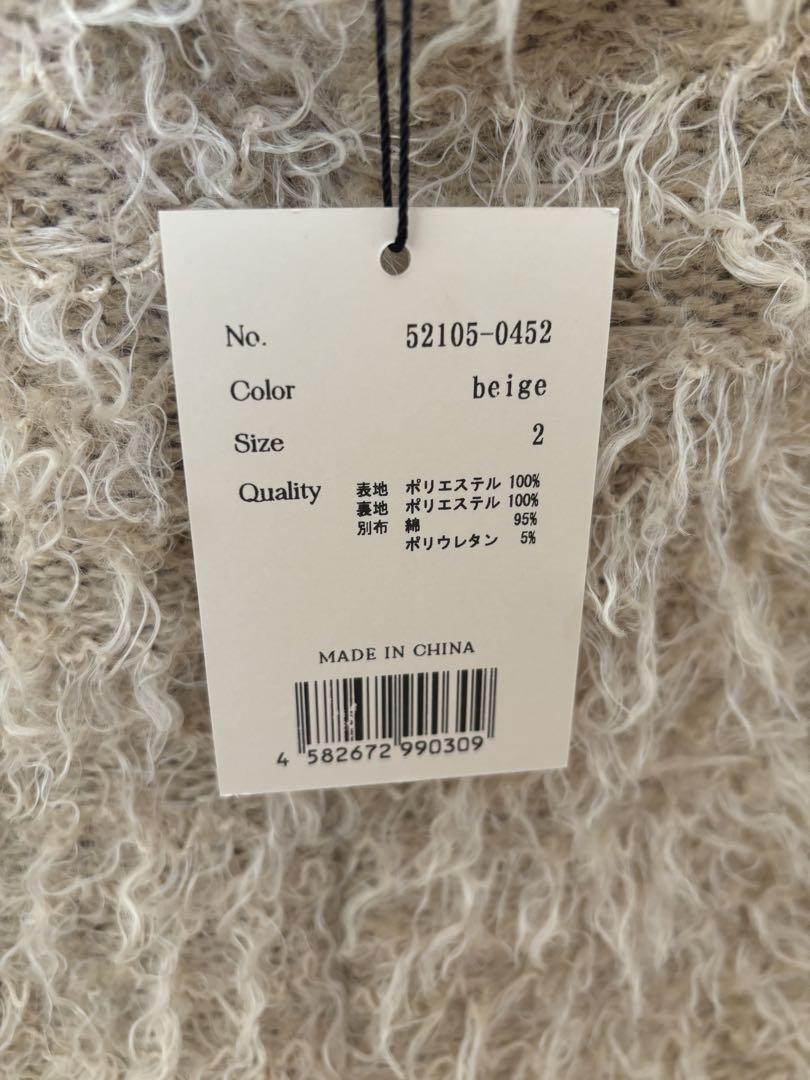 No. 52105-0452
Color beige
Size 2
Quality 表地 ポリエステル 100%
裏地 ポリエステル 100%
別布 綿 95%
ポリウレタン 5%
MADE IN CHINA
4 582672 990309